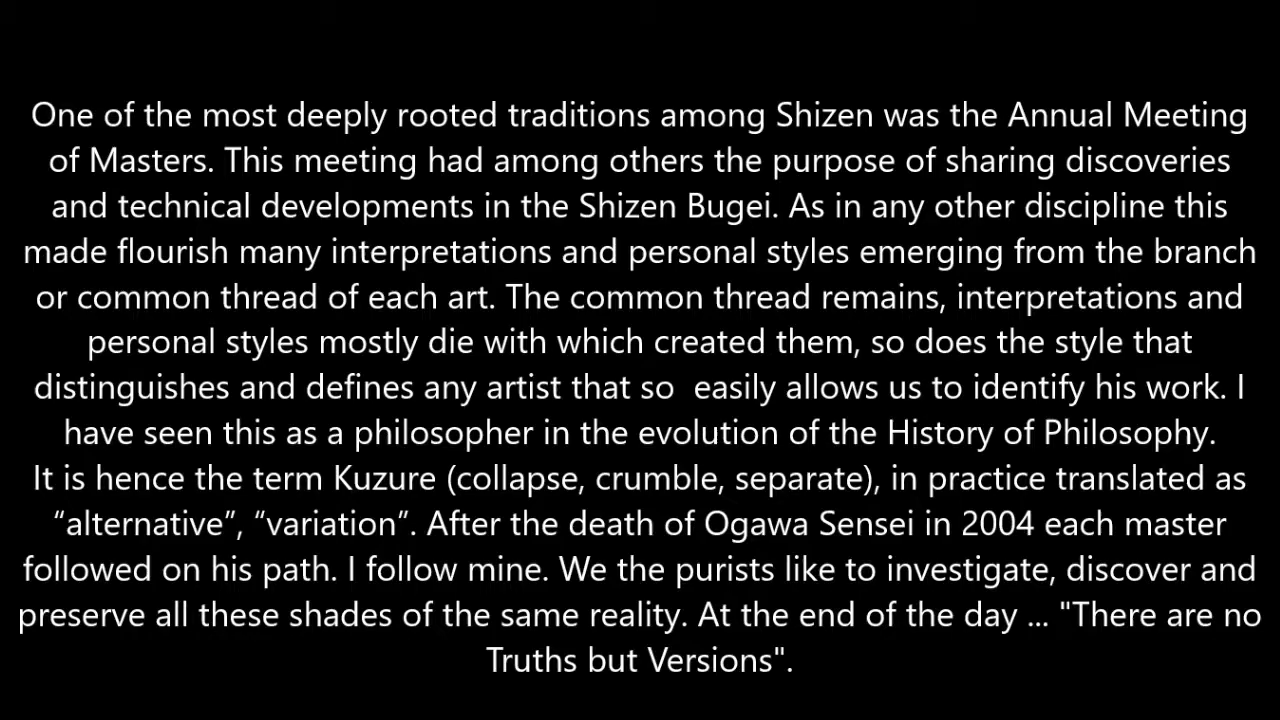 One of the most deeply rooted traditions among Shizen was the Annual Meeting
of Masters. This meeting had among others the purpose of sharing discoveries
and technical developments in the Shizen Bugei. As in any other discipline this
made flourish many interpretations and personal styles emerging from the branch
or common thread of each art. The common thread remains, interpretations and
personal styles mostly die with which created them, so does the style that
distinguishes and defines any artist that so  easily allows us to identify his work. I
have seen this as a philosopher in the evolution of the History of Philosophy.
It is hence the term Kuzure (collapse, crumble, separate), in practice translated as
“alternative”, “variation”. After the death of Ogawa Sensei in 2004 each master
followed on his path. I follow mine. We the purists like to investigate, discover and
preserve all these shades of the same reality. At the end of the day ... "There are no
Truths but Versions".